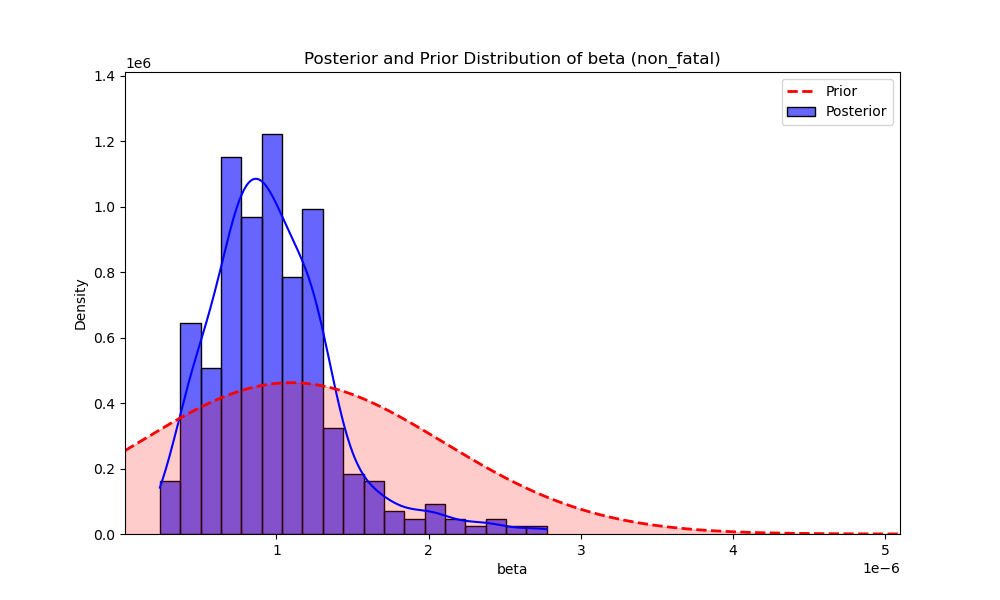 Posterior and Prior Distribution of beta (non_fatal)
1e6
Prior
Posterior
1.4
1.2
1.0
0.8
0.6
0.4
0.2
0.0
Density
1 2 3 4 5
beta
1e−6